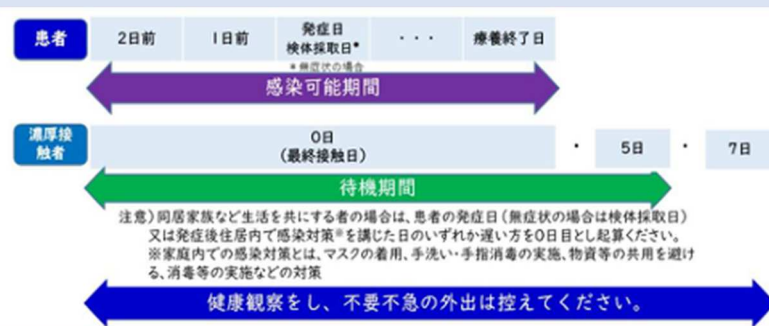 患者
2日前
1日前
発症日
検体採取日*
・・・
療養終了日
*無症状の場合
感染可能期間
濃厚接
触者
0日
(最終接触日)
・
5日
・
7日
待機期間
注意)同居家族など生活を共にする者の場合は、患者の発症日(無症状の場合は検体採取日)
又は発症後住居内で感染対策※を講じた日のいずれか遅い方を0日目とし起算ください。
※家庭内での感染対策とは、マスクの着用、手洗い・手指消毒の実施、物資等の共用を避け
る、消毒等の実施などの対策
健康観察をし、不要不急の外出は控えてください。